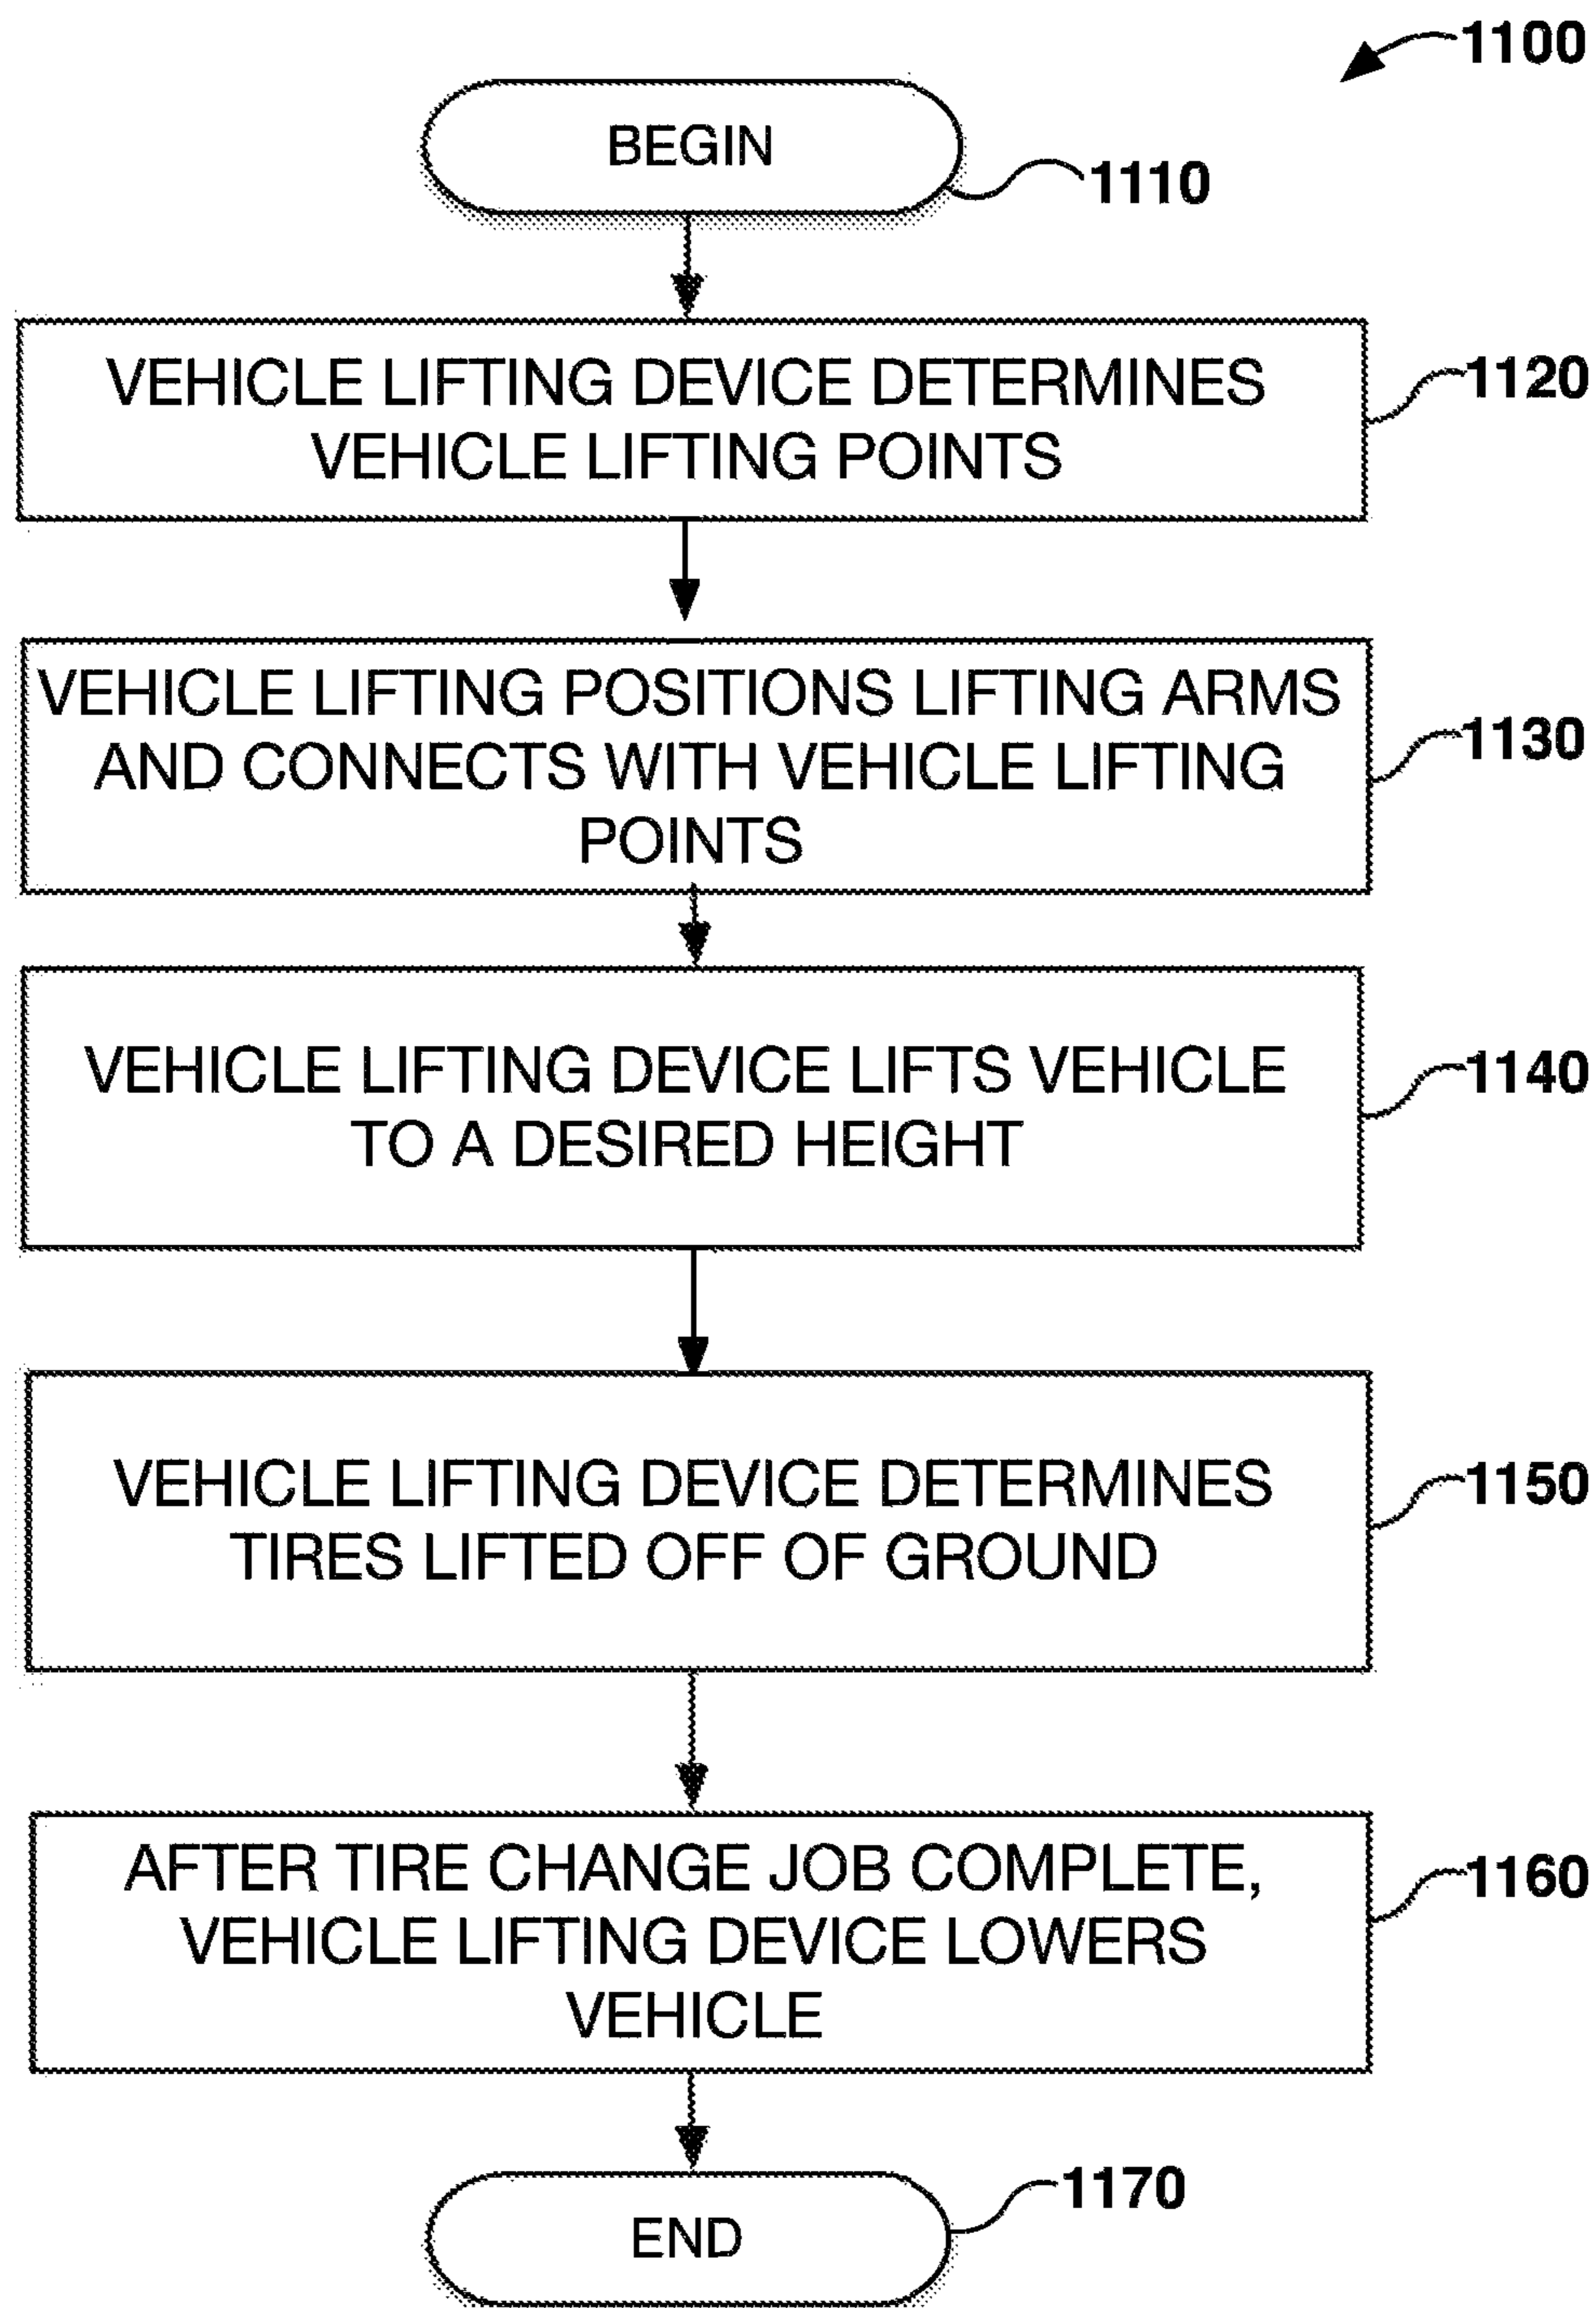 1100
BEGIN
1110
VEHICLE LIFTING DEVICE DETERMINES
VEHICLE LIFTING POINTS
1120
VEHICLE LIFTING POSITIONS LIFTING ARMS
AND CONNECTS WITH VEHICLE LIFTING
POINTS
1130
VEHICLE LIFTING DEVICE LIFTS VEHICLE
TO A DESIRED HEIGHT
1140
VEHICLE LIFTING DEVICE DETERMINES
TIRES LIFTED OFF OF GROUND
1150
AFTER TIRE CHANGE JOB COMPLETE,
VEHICLE LIFTING DEVICE LOWERS
VEHICLE
1160
END
1170